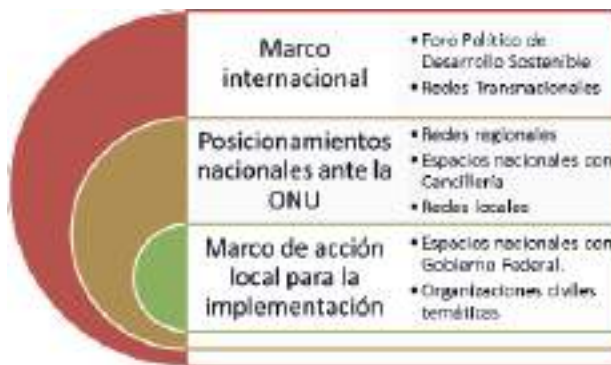 Marco
internacional
• Foro Político de
Desarrollo Sostenible
• Redes Transnacionales
Posicionamientos
nacionales ante la
ONU
• Redes regionales
• Espacios nacionales con
Cancillería
• Redes locales
Marco de acción
local para la
implementación
• Espacios nacionales con
Gobierno Federal.
• Organizaciones civiles
temáticas